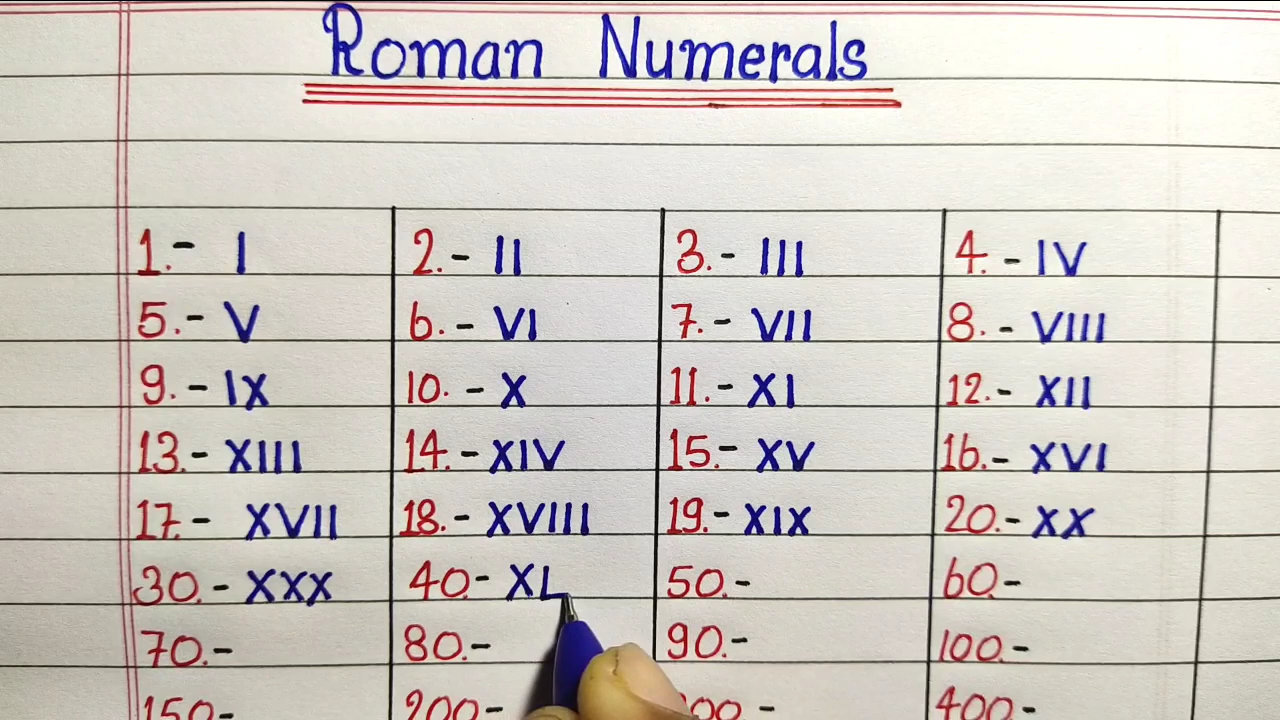 Roman Numerals
1.- I 2.- II 3.- III 4.- IV
5.- V 6.- VI 7.- VII 8.- VIII
9.- IX 10.- X 11.- XI 12.- XII
13.- XIII 14.- XIV 15.- XV 16.- XVI
17.- XVII 18.- XVIII 19.- XIX 20.- XX
30.- XXX 40.- XL 50.- 60.-
70.- 80.- 90.- 100.-
150.- 200.- 400.-